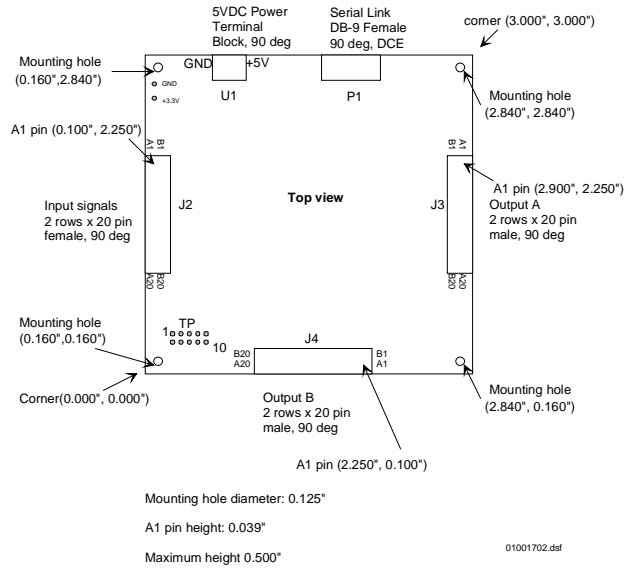 5VDC Power
Terminal
Block, 90 deg
Serial Link
DB-9 Female
90 deg, DCE
corner (3.000", 3.000")
Mounting hole
(0.160",2.840")
GND
+5V
U1
P1
GND
+3.3V
Mounting hole
(2.840", 2.840")
A1 pin (0.100", 2.250")
A1
B1
B1
A1
Input signals
2 rows x 20 pin
female, 90 deg
J2
Top view
J3
A1 pin (2.900", 2.250")
Output A
2 rows x 20 pin
male, 90 deg
A20
B20
B20
A20
Mounting hole
(0.160",0.160")
TP
1
10
J4
B20
A20
B1
A1
Corner(0.000", 0.000")
Mounting hole
(2.840", 0.160")
Output B
2 rows x 20 pin
male, 90 deg
A1 pin (2.250", 0.100")
Mounting hole diameter: 0.125"
A1 pin height: 0.039"
Maximum height 0.500"
01001702.dsf